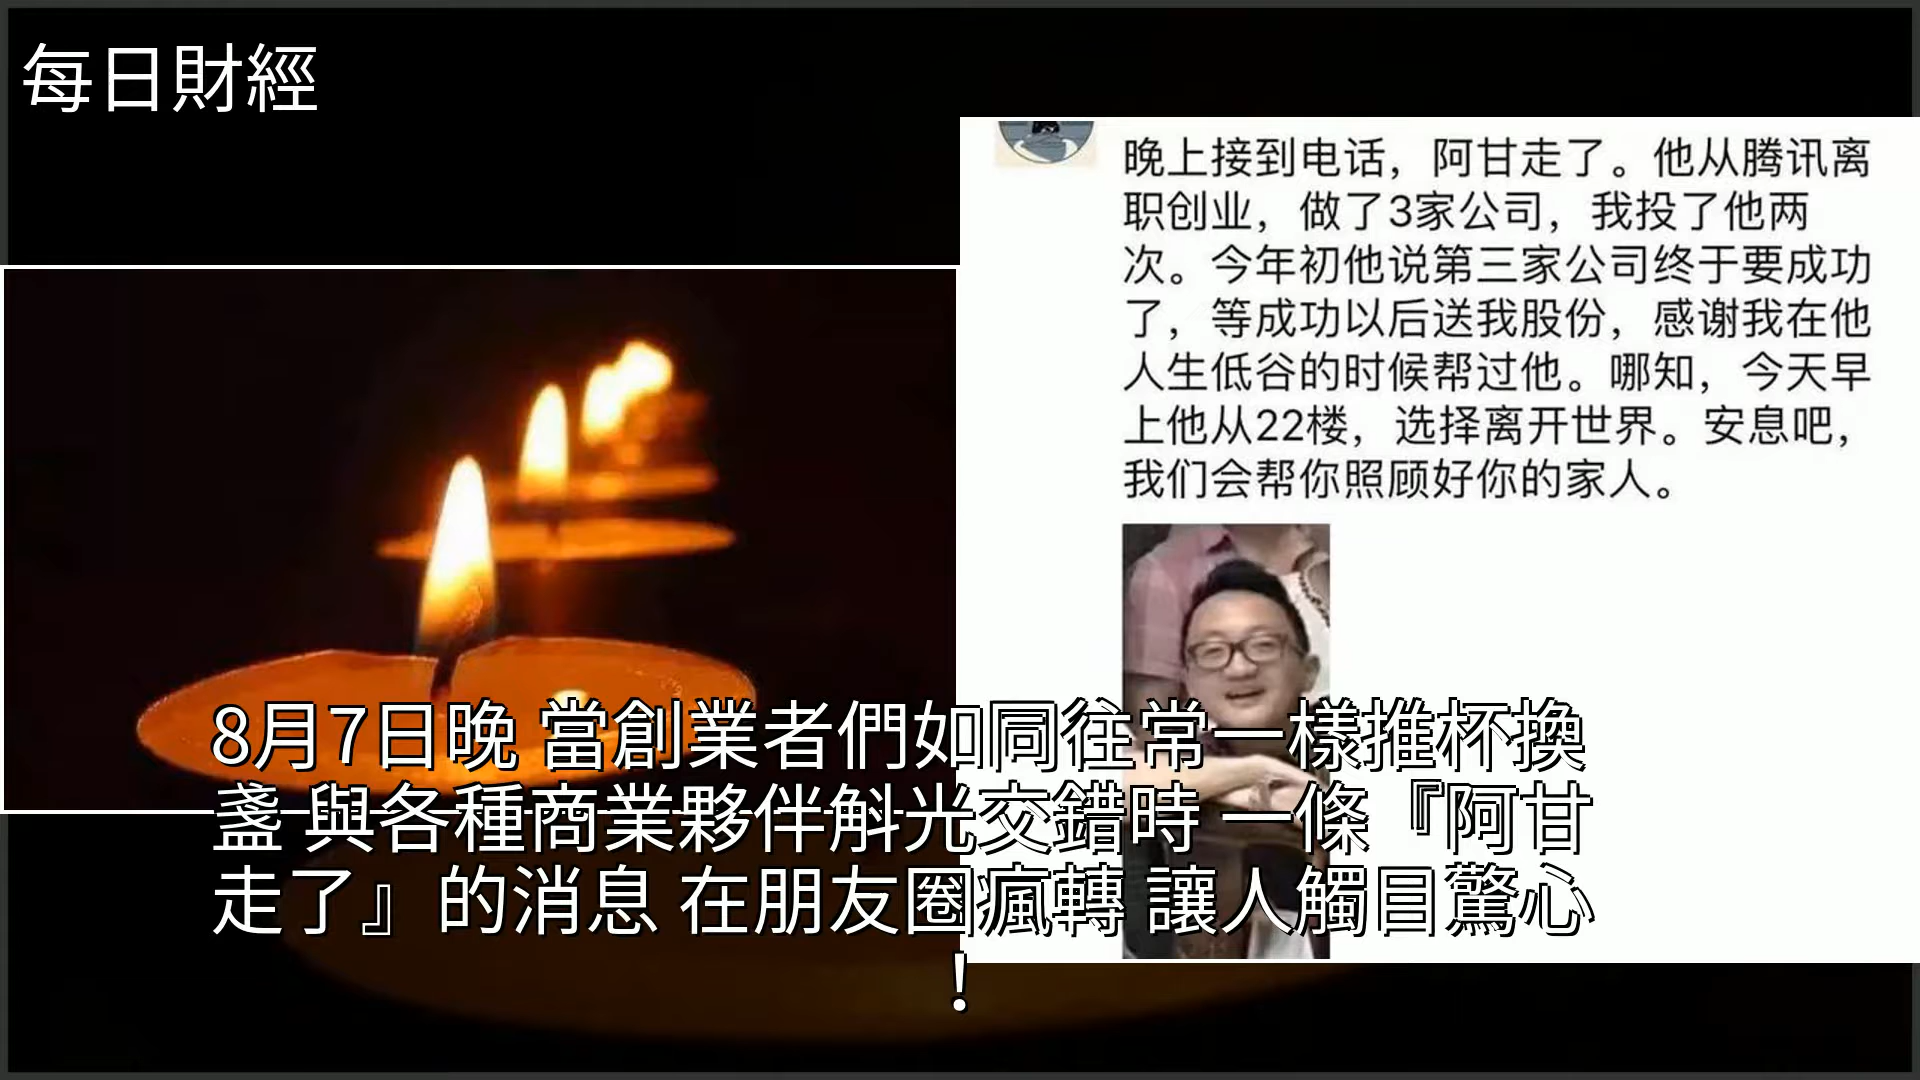 每日財經
晚上接到电话，阿甘走了。他从腾讯离
职创业，做了3家公司，我投了他两
次。今年初他说第三家公司终于要成功
了，等成功以后送我股份，感谢我在他
人生低谷的时候帮过他。哪知，今天早
上他从22楼，选择离开世界。安息吧，
我们会帮你照顾好你的家人。
8月7日晚 當創業者們如同往常一樣推杯換
盞 與各種商業夥伴斛光交錯時 一條『阿甘
走了』的消息 在朋友圈瘋轉 讓人觸目驚心
！